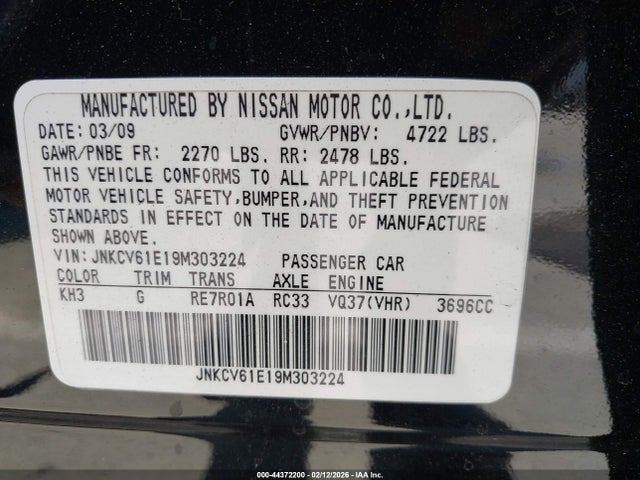 MANUFACTURED BY NISSAN MOTOR CO.,LTD.
DATE: 03/09 GVWR/PNBV: 4722 LBS.
GAWR/PNBE FR: 2270 LBS. RR: 2478 LBS.
THIS VEHICLE CONFORMS TO ALL APPLICABLE FEDERAL
MOTOR VEHICLE SAFETY,BUMPER,AND THEFT PREVENTION
STANDARDS IN EFFECT ON THE DATE OF MANUFACTURE
SHOWN ABOVE.
VIN: JNKCV61E19M303224 PASSENGER CAR
COLOR TRIM TRANS AXLE ENGINE
KH3 G RE7R01A RC33 VQ37(VHR) 3696CC
JNKCV61E19M303224
000-44372200 - 02/12/2026 - IAA Inc.